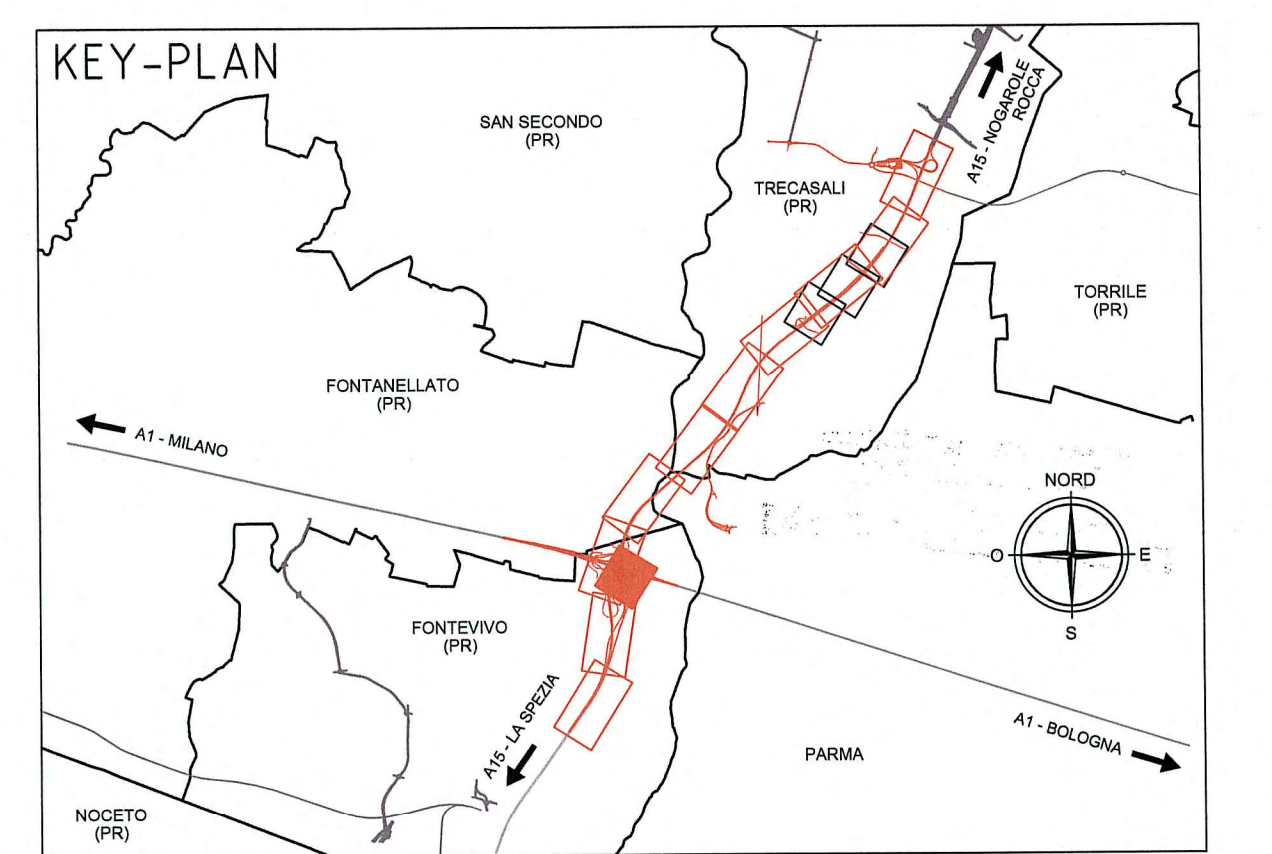 KEY-PLAN
SAN SECONDO
(PR)
A15 - NOGAROLE
ROCCA
TRECASALI
(PR)
TORRILE
(PR)
FONTANELLATO
(PR)
A1 - MILANO
NORD
O
E
S
FONTEVIVO
(PR)
A15 - LA SPEZIA
A1 - BOLOGNA
PARMA
NOCETO
(PR)